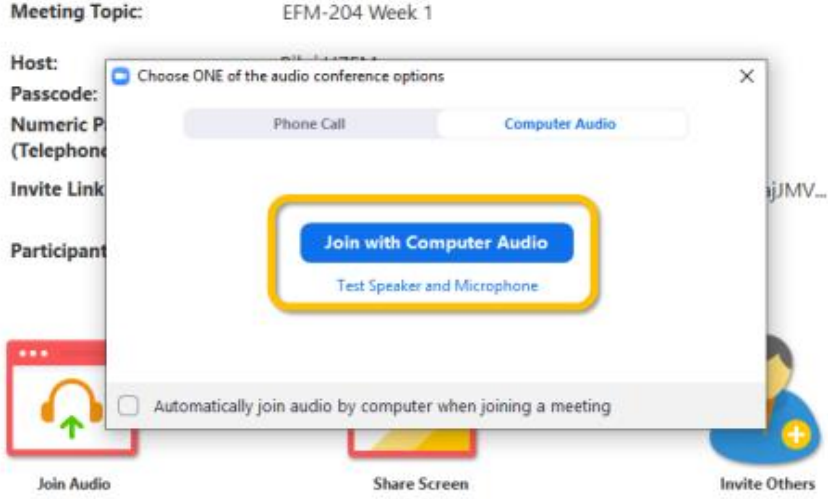 Meeting Topic: EFM-204 Week 1
Host:
Choose ONE of the audio conference options
Passcode:
Numeric P
Phone Call Computer Audio
(Telephone
Invite Link ajJMV...
Join with Computer Audio
Participant
Test Speaker and Microphone
Automatically join audio by computer when joining a meeting
Join Audio Share Screen Invite Others